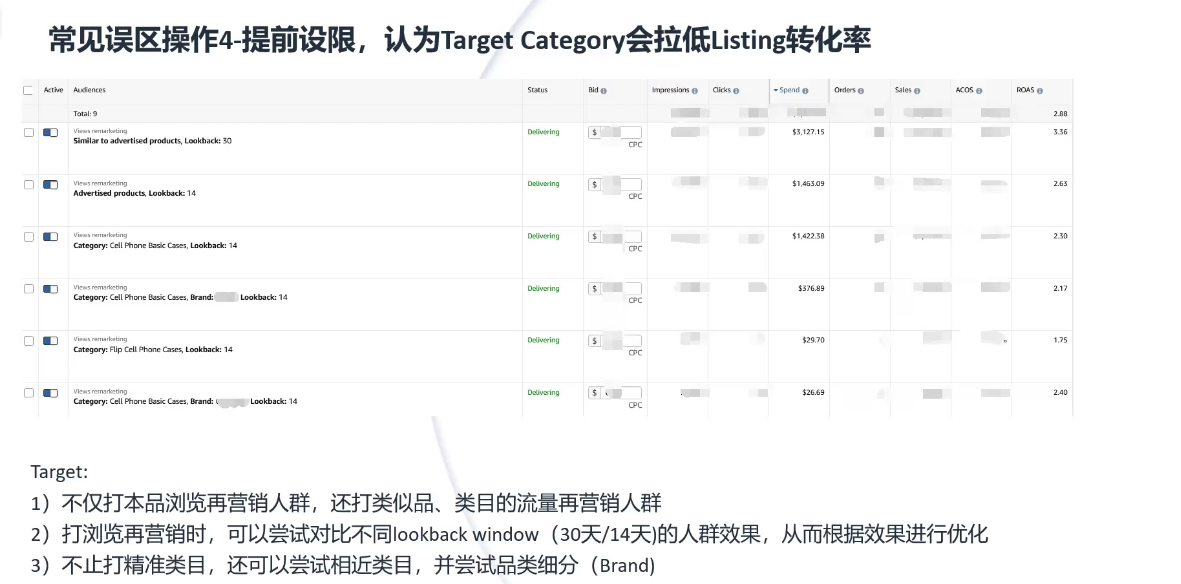 常见误区操作4-提前设限，认为Target Category会拉低Listing转化率
Active Audiences Status Bid Impressions Clicks Spend Orders Sales ACOS ROAS
Total: 9 2.88
Views remarketing
Similar to advertised products, Lookback: 30 Delivering $ CPC $3,127.15 3.36
Views remarketing
Advertised products, Lookback: 14 Delivering $ CPC $1,463.09 2.63
Views remarketing
Category: Cell Phone Basic Cases, Lookback: 14 Delivering $ CPC $1,422.38 2.30
Views remarketing
Category: Cell Phone Basic Cases, Brand: Lookback: 14 Delivering $ CPC $376.89 2.17
Views remarketing
Category: Flip Cell Phone Cases, Lookback: 14 Delivering $ CPC $29.70 1.75
Views remarketing
Category: Cell Phone Basic Cases, Brand: Lookback: 14 Delivering $ CPC $26.69 2.40
Target:
1）不仅打本品浏览再营销人群，还打类似品、类目的流量再营销人群
2）打浏览再营销时，可以尝试对比不同lookback window（30天/14天)的人群效果，从而根据效果进行优化
3）不止打精准类目，还可以尝试相近类目，并尝试品类细分（Brand)